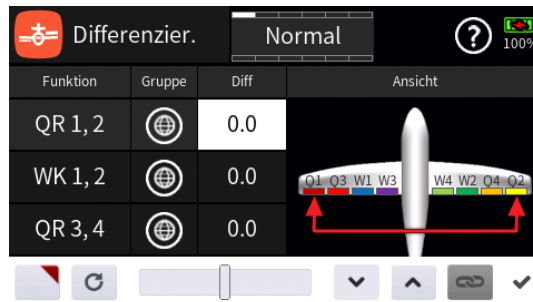 Differenzier.
Normal
?
100%
Funktion Gruppe Diff Ansicht
QR 1, 2 0.0
WK 1, 2 0.0
QR 3, 4 0.0
Q1 Q3 W1 W3 W4 W2 Q4 Q2